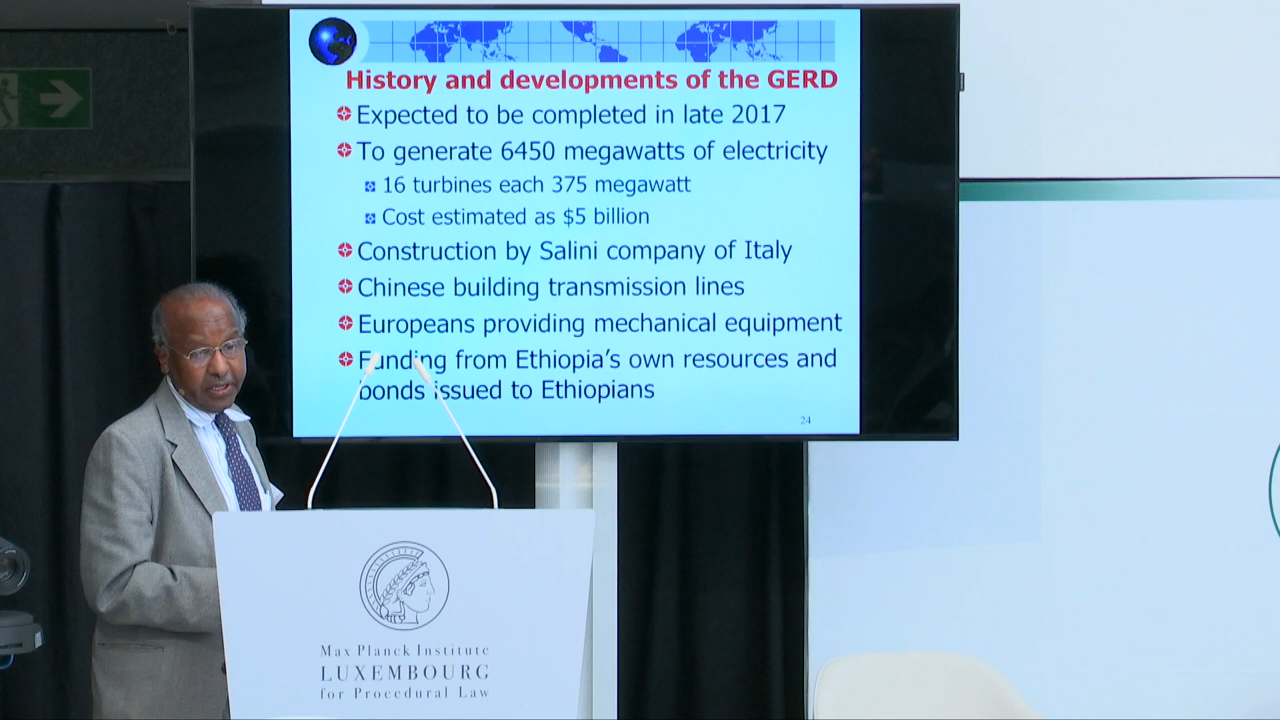 History and developments of the GERD
Expected to be completed in late 2017
To generate 6450 megawatts of electricity
16 turbines each 375 megawatt
Cost estimated as $5 billion
Construction by Salini company of Italy
Chinese building transmission lines
Europeans providing mechanical equipment
Funding from Ethiopia's own resources and
bonds issued to Ethiopians
24
Max Planck Institute
LUXEMBOURG
for Procedural Law